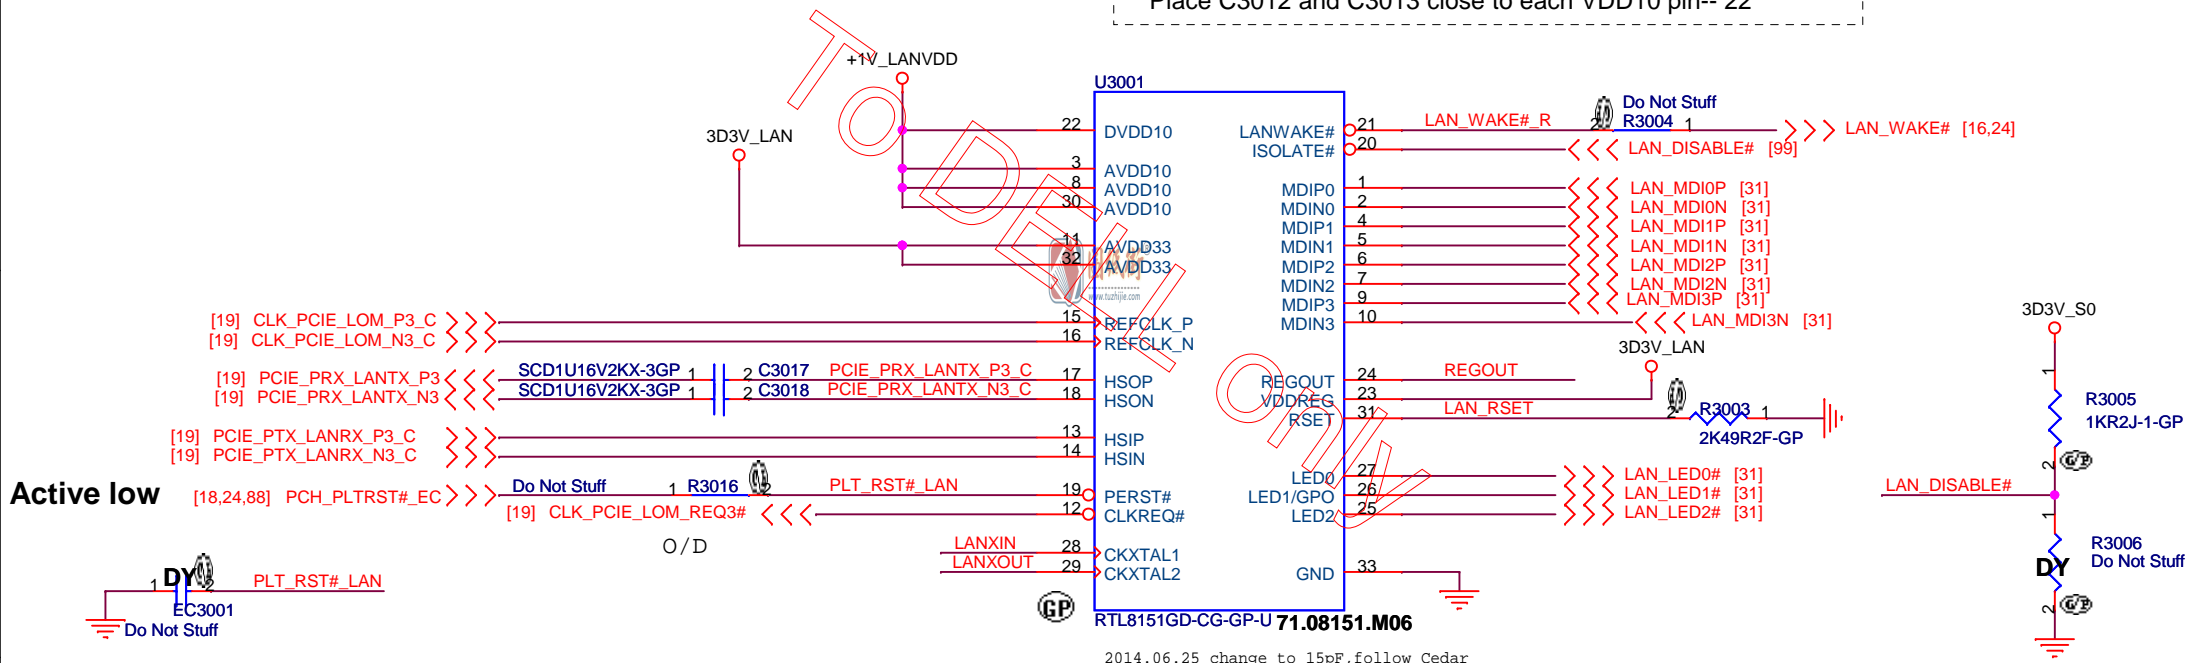 Place C3012 and C3013 close to each VDD10 pin-- 22
To DELL Only
+1V_LANVDD
3D3V_LAN
U3001
22 DVDD10
3 AVDD10
8 AVDD10
30 AVDD10
11 AVDD33
32 AVDD33
www.tuzhijie.com
LANWAKE# 21 LAN_WAKE#_R 2 R3004 1 LAN_WAKE# [16,24]
Do Not Stuff
ISOLATE# 20 LAN_DISABLE# [99]
MDIP0 1 LAN_MDI0P [31]
MDIN0 2 LAN_MDI0N [31]
MDIP1 4 LAN_MDI1P [31]
MDIN1 5 LAN_MDI1N [31]
MDIP2 6 LAN_MDI2P [31]
MDIN2 7 LAN_MDI2N [31]
MDIP3 9 LAN_MDI3P [31]
MDIN3 10 LAN_MDI3N [31]
[19] CLK_PCIE_LOM_P3_C 15 REFCLK_P
[19] CLK_PCIE_LOM_N3_C 16 REFCLK_N
[19] PCIE_PRX_LANTX_P3 SCD1U16V2KX-3GP 1 2 C3017 PCIE_PRX_LANTX_P3_C 17 HSOP
[19] PCIE_PRX_LANTX_N3 SCD1U16V2KX-3GP 1 2 C3018 PCIE_PRX_LANTX_N3_C 18 HSON
[19] PCIE_PTX_LANRX_P3_C 13 HSIP
[19] PCIE_PTX_LANRX_N3_C 14 HSIN
3D3V_LAN
REGOUT 24 REGOUT
VDDREG 23
RSET 31 LAN_RSET 2 R3003 1
2K49R2F-GP
LED0 27 LAN_LED0# [31]
LED1/GPO 26 LAN_LED1# [31]
LED2 25 LAN_LED2# [31]
Active low [18,24,88] PCH_PLTRST#_EC Do Not Stuff 1 R3016 2 PLT_RST#_LAN 19 PERST#
[19] CLK_PCIE_LOM_REQ3# 12 CLKREQ#
O/D
LANXIN 28 CKXTAL1
LANXOUT 29 CKXTAL2
GND 33
GP
RTL8151GD-CG-GP-U 71.08151.M06
1 DY 2 PLT_RST#_LAN
EC3001
Do Not Stuff
3D3V_S0
1
R3005
1KR2J-1-GP
2 G/P
LAN_DISABLE#
1
R3006
Do Not Stuff
DY
2 G/P
2014.06.25 change to 15pF,follow Cedar